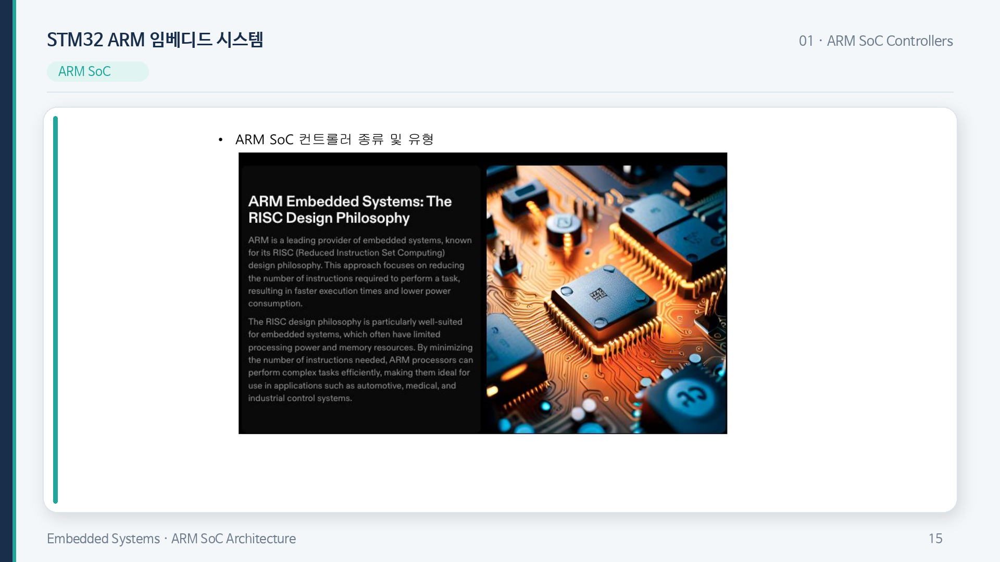 STM32 ARM 임베디드 시스템
01 · ARM SoC Controllers
ARM SoC
• ARM SoC 컨트롤러 종류 및 유형
ARM Embedded Systems: The
RISC Design Philosophy
ARM is a leading provider of embedded systems, known
for its RISC (Reduced Instruction Set Computing)
design philosophy. This approach focuses on reducing
the number of instructions required to perform a task,
resulting in faster execution times and lower power
consumption.
The RISC design philosophy is particularly well-suited
for embedded systems, which often have limited
processing power and memory resources. By minimizing
the number of instructions needed, ARM processors can
perform complex tasks efficiently, making them ideal for
use in applications such as automotive, medical, and
industrial control systems.
Embedded Systems · ARM SoC Architecture
15